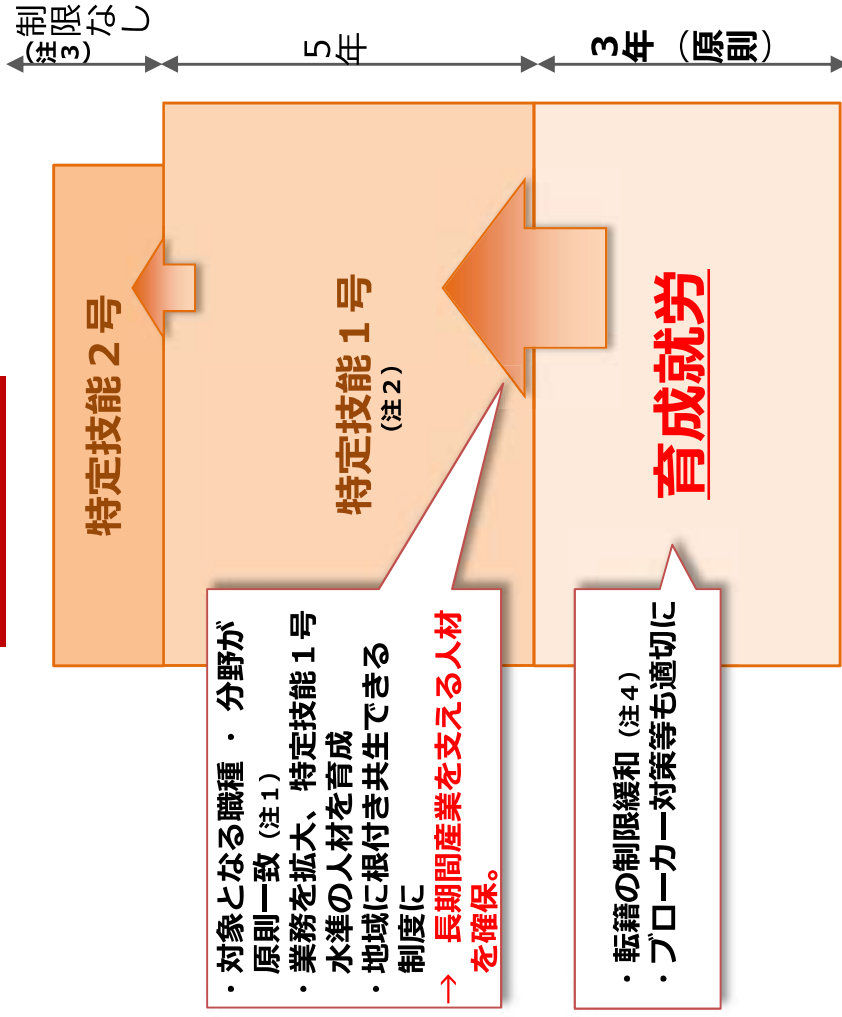 制限なし
（注３）
５年
３年（原則）
特定技能２号
特定技能１号
（注２）
育成就労
・対象となる職種・分野が
原則一致（注１）
・業務を拡大、特定技能１号
水準の人材を育成
・地域に根付き共生できる
制度に
→ 長期間産業を支える人材
を確保。
・転籍の制限緩和（注４）
・ブローカー対策等も適切に